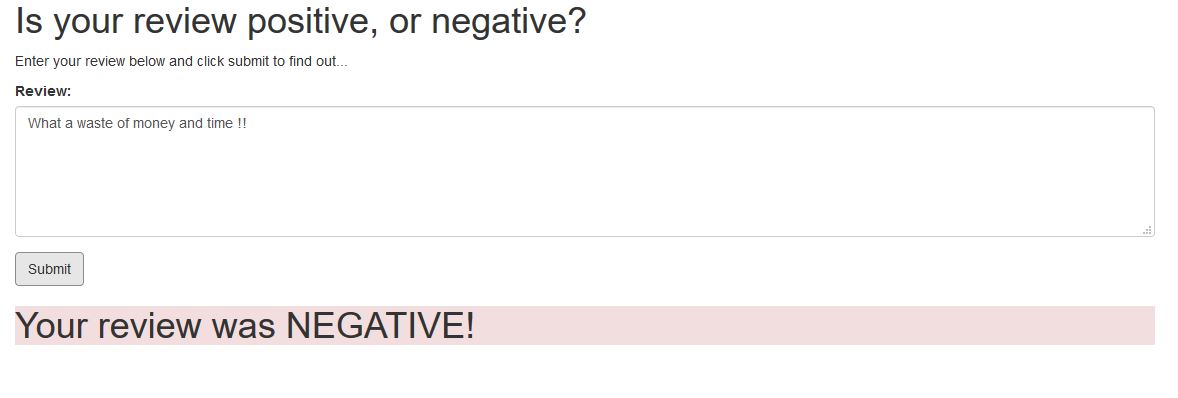 Is your review positive, or negative?
Enter your review below and click submit to find out...
Review:
What a waste of money and time !!
Submit
Your review was NEGATIVE!